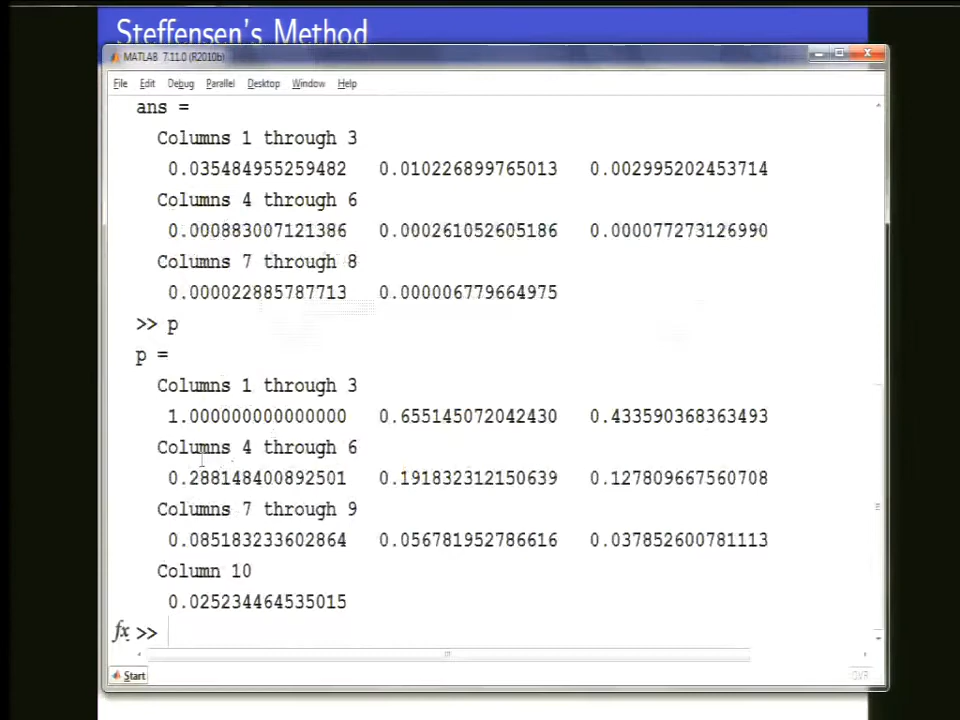 Steffensen's Method
MATLAB 7.11.0 (R2010b)
File Edit Debug Parallel Desktop Window Help
ans =
Columns 1 through 3
0.035484955259482 0.010226899765013 0.002995202453714
Columns 4 through 6
0.000883007121386 0.000261052605186 0.000077273126990
Columns 7 through 8
0.000022885787713 0.000006779664975
>> p
p =
Columns 1 through 3
1.000000000000000 0.655145072042430 0.433590368363493
Columns 4 through 6
0.288148400892501 0.191832312150639 0.127809667560708
Columns 7 through 9
0.085183233602864 0.056781952786616 0.037852600781113
Column 10
0.025234464535015
fx >>
Start
OVR